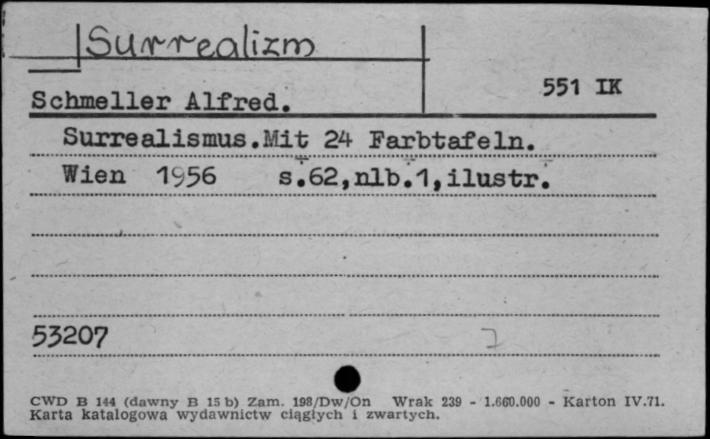 Surrealizm
551 IK
Schmeller Alfred.
Surrealismus.Mit 24 Farbtafeln.
Wien 1956 s.62,nlb.1,ilustr.
53207
CWD B 144 (dawny B 15 b) Zam. 198/Dw/On Wrak 239 - 1.660.000 - Karton IV.71.
Karta katalogowa wydawnictw ciągłych i zwartych.